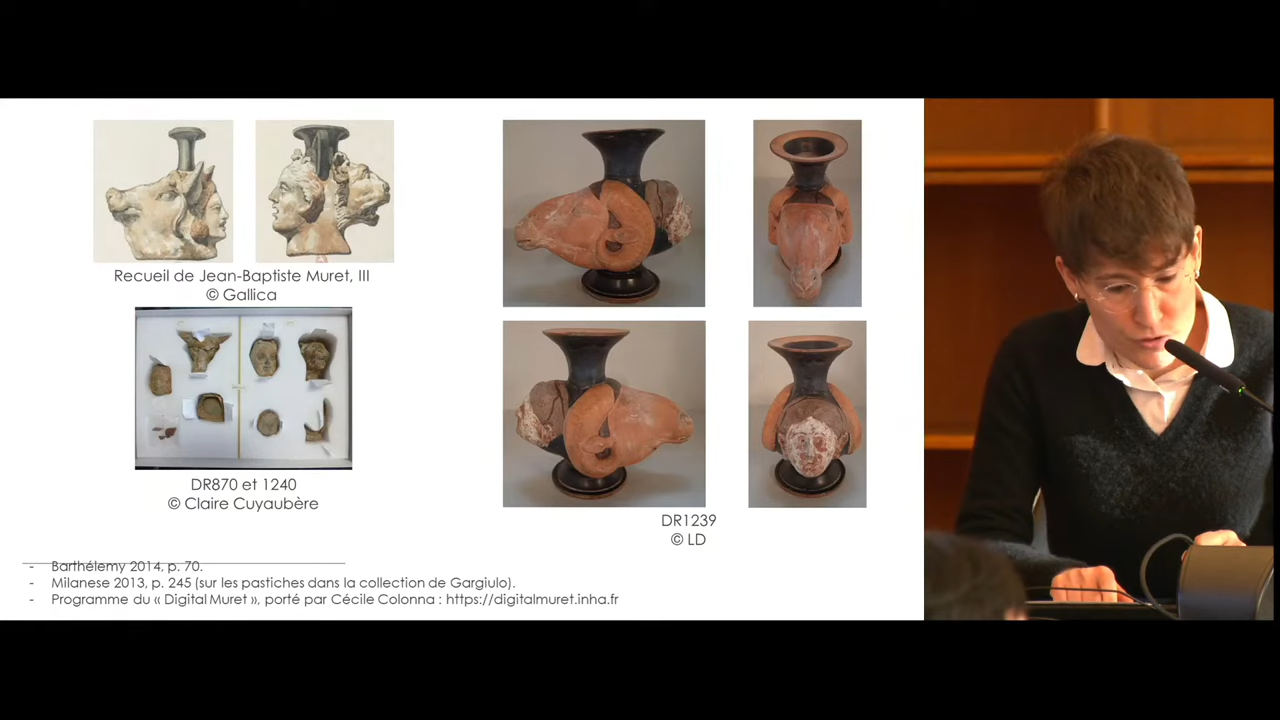 Recueil de Jean-Baptiste Muret, III
© Gallica
DR870 et 1240
© Claire Cuyaubère
DR1239
© LD
- Barthélemy 2014, p. 70.
- Milanese 2013, p. 245 (sur les pastiches dans la collection de Gargiulo).
- Programme du « Digital Muret », porté par Cécile Colonna : https://digitalmuret.inha.fr